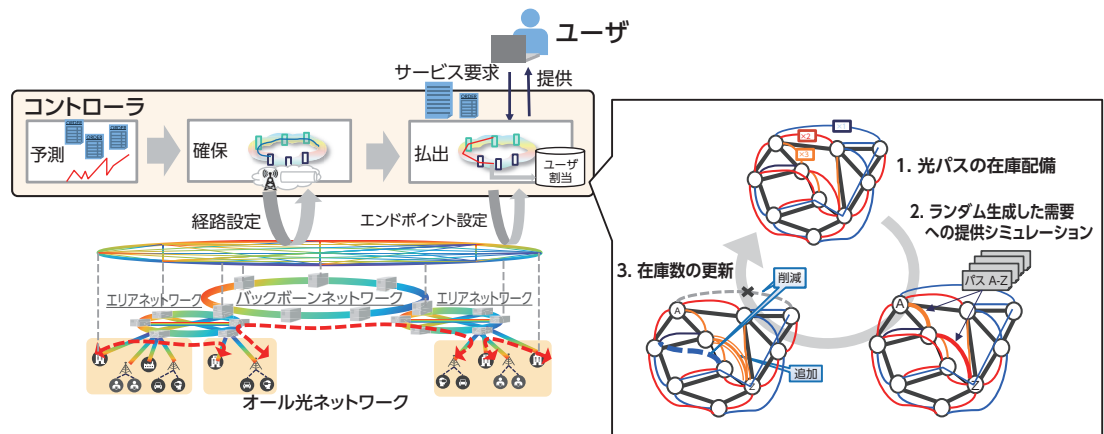 ユーザ
サービス要求
提供
コントローラ
予測
ORDER
ORDER
ORDER
確保
払出
ORDER
ユーザ
割当
経路設定
エンドポイント設定
エリアネットワーク
バックボーンネットワーク
エリアネットワーク
オール光ネットワーク
×2
×3
1. 光パスの在庫配備
2. ランダム生成した需要
への提供シミュレーション
パス A-Z
3. 在庫数の更新
削減
追加
A
Z
A
Z